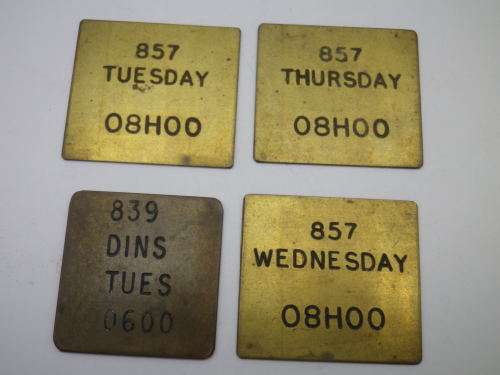 857
TUESDAY
08H00
857
THURSDAY
08H00
839
DINS
TUES
0600
857
WEDNESDAY
08H00